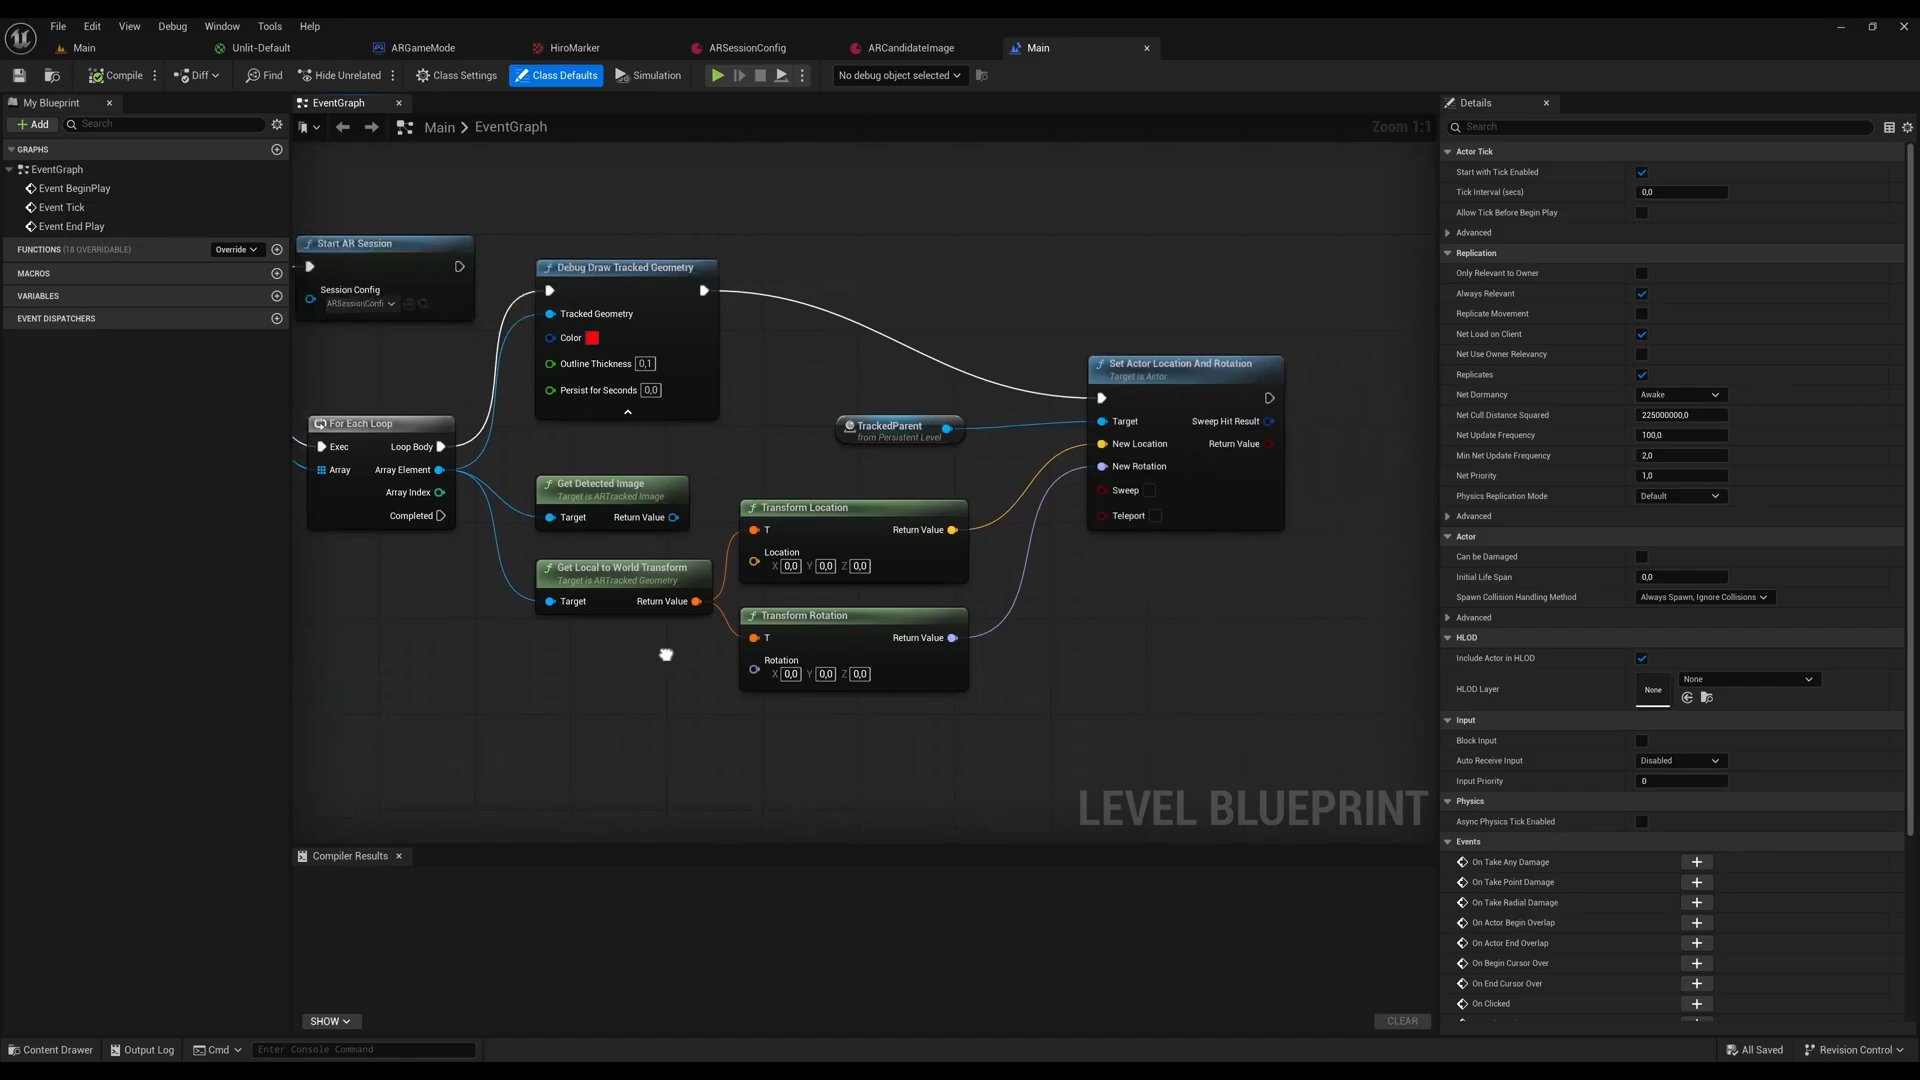 File Edit View Debug Window Tools Help
Main Unlit-Default ARGameMode HiroMarker ARSessionConfig ARCandidateImage Main
Compile Diff Find Hide Unrelated Class Settings Class Defaults Simulation No debug object selected
My Blueprint
Add Search
GRAPHS
EventGraph
Event BeginPlay
Event Tick
Event End Play
FUNCTIONS (18 OVERRIDABLE) Override
MACROS
VARIABLES
EVENT DISPATCHERS
EventGraph
Main > EventGraph Zoom 1:1
Start AR Session
Session Config
ARSessionConfi
Debug Draw Tracked Geometry
Tracked Geometry
Color
Outline Thickness 0,1
Persist for Seconds 0,0
For Each Loop
Exec Loop Body
Array Array Element
Array Index
Completed
Get Detected Image
Target is ARTracked Image
Target Return Value
Get Local to World Transform
Target is ARTracked Geometry
Target Return Value
TrackedParent
from Persistent Level
Transform Location
T Return Value
Location
X 0,0 Y 0,0 Z 0,0
Transform Rotation
T Return Value
Rotation
X 0,0 Y 0,0 Z 0,0
Set Actor Location And Rotation
Target is Actor
Target Sweep Hit Result
New Location Return Value
New Rotation
Sweep
Teleport
LEVEL BLUEPRINT
Compiler Results
SHOW CLEAR
Details
Search
Actor Tick
Start with Tick Enabled
Tick Interval (secs) 0,0
Allow Tick Before Begin Play
Advanced
Replication
Only Relevant to Owner
Always Relevant
Replicate Movement
Net Load on Client
Net Use Owner Relevancy
Replicates
Net Dormancy Awake
Net Cull Distance Squared 225000000,0
Net Update Frequency 100,0
Min Net Update Frequency 2,0
Net Priority 1,0
Physics Replication Mode Default
Advanced
Actor
Can be Damaged
Initial Life Span 0,0
Spawn Collision Handling Method Always Spawn, Ignore Collisions
Advanced
HLOD
Include Actor in HLOD
HLOD Layer None None
Input
Block Input
Auto Receive Input Disabled
Input Priority 0
Physics
Async Physics Tick Enabled
Events
On Take Any Damage
On Take Point Damage
On Take Radial Damage
On Actor Begin Overlap
On Actor End Overlap
On Begin Cursor Over
On End Cursor Over
On Clicked
Content Drawer Output Log Cmd Enter Console Command All Saved Revision Control